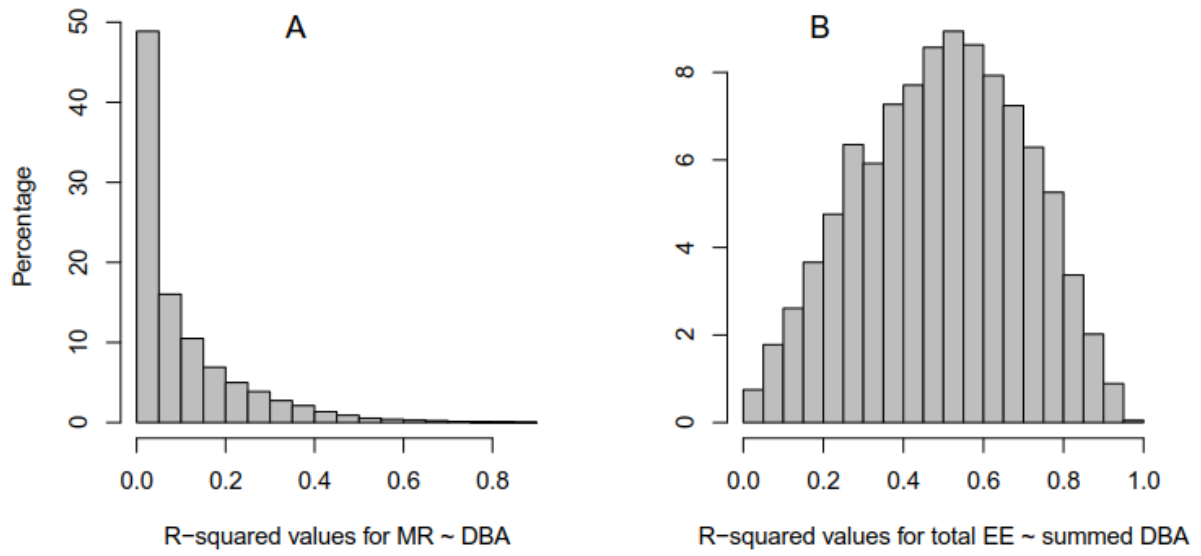 A
B
Percentage
50
40
30
20
10
0
8
6
4
2
0
0.0 0.2 0.4 0.6 0.8
0.0 0.2 0.4 0.6 0.8 1.0
R−squared values for MR ~ DBA
R−squared values for total EE ~ summed DBA